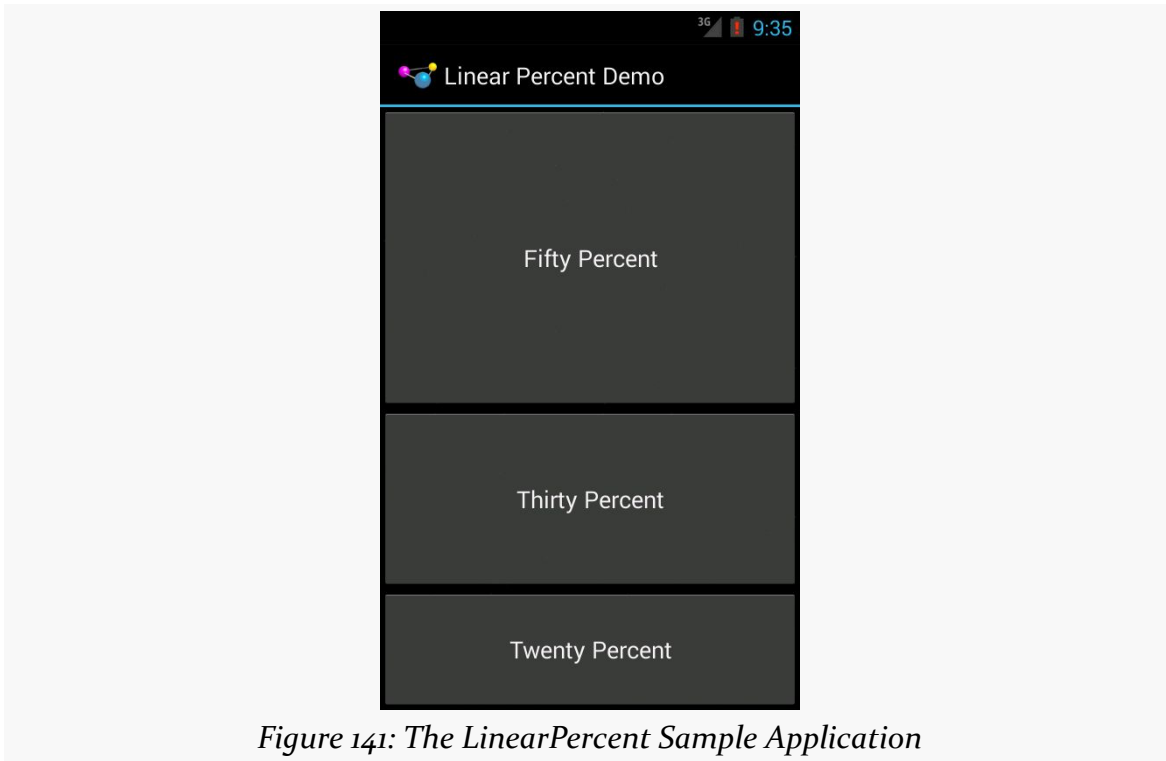 3G 9:35
Linear Percent Demo
Fifty Percent
Thirty Percent
Twenty Percent
Figure 141: The LinearPercent Sample Application